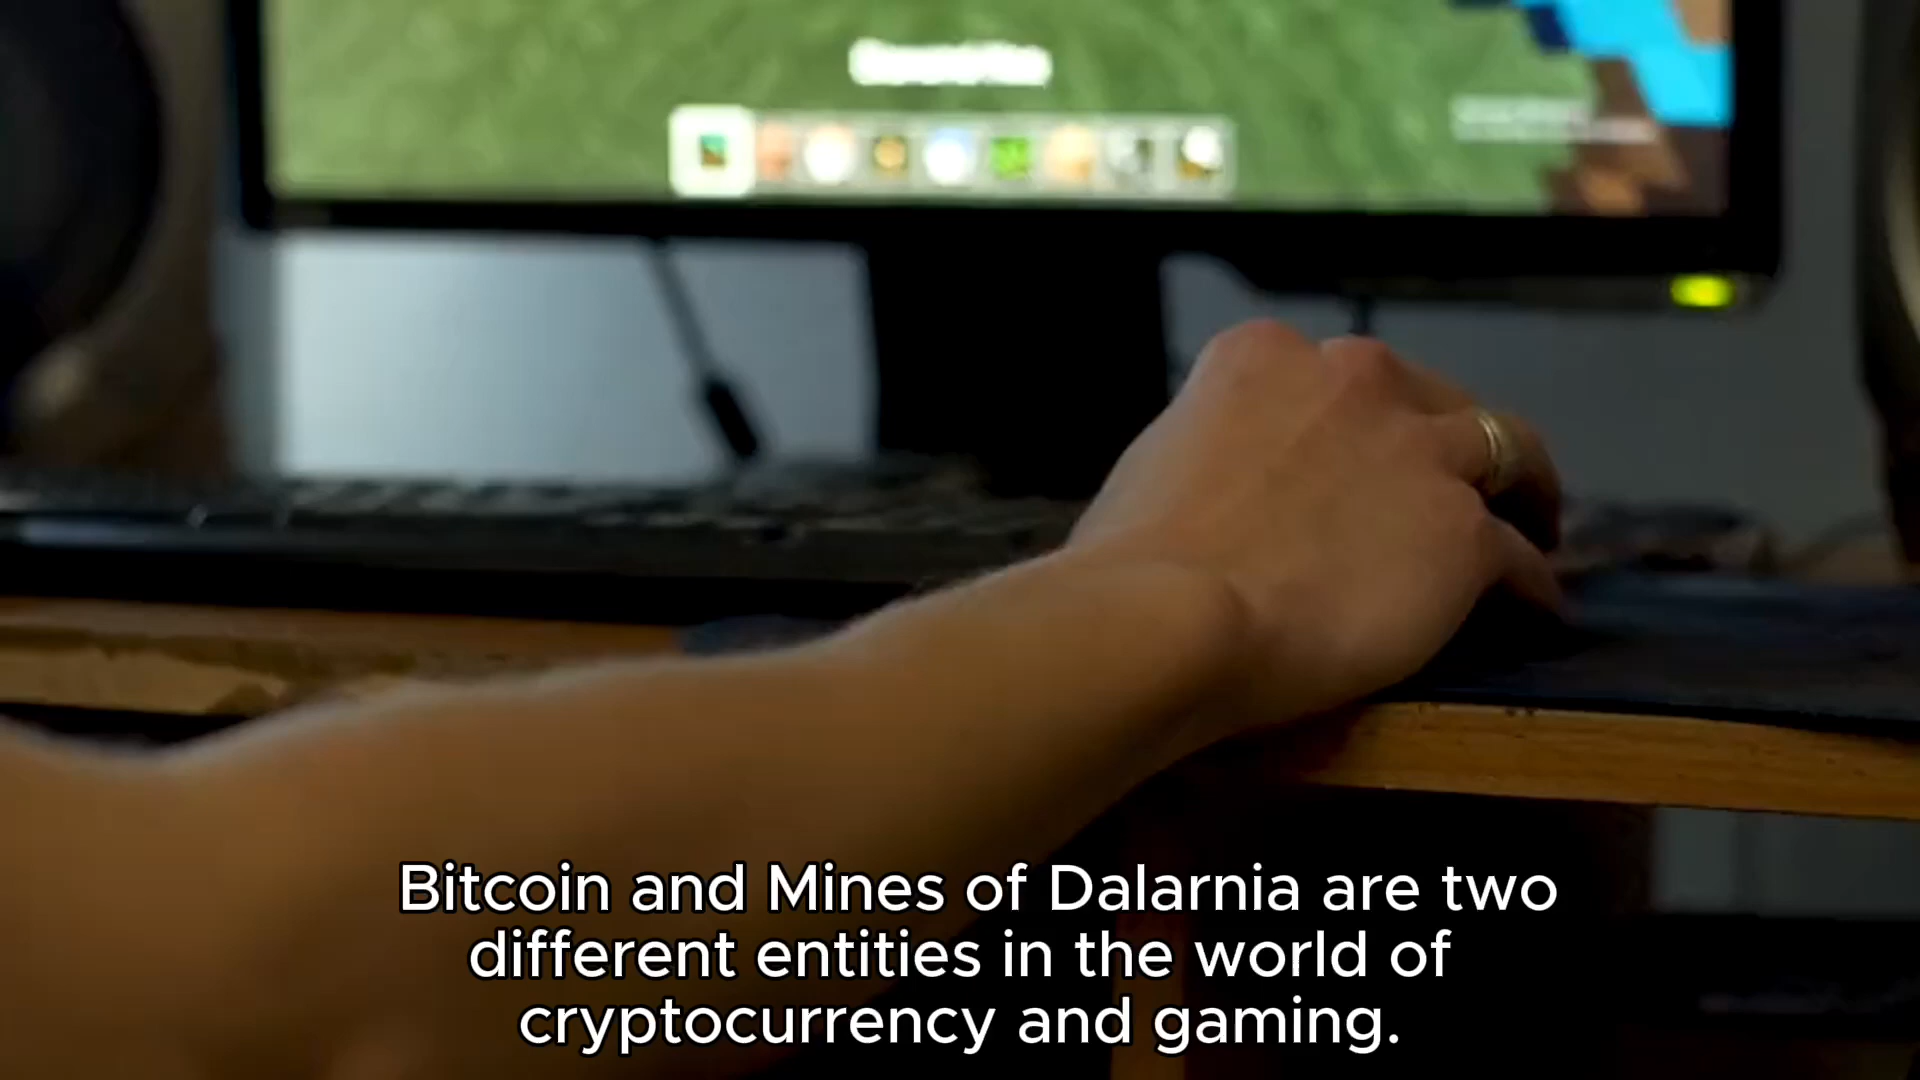 Bitcoin and Mines of Dalarnia are two
different entities in the world of
cryptocurrency and gaming.